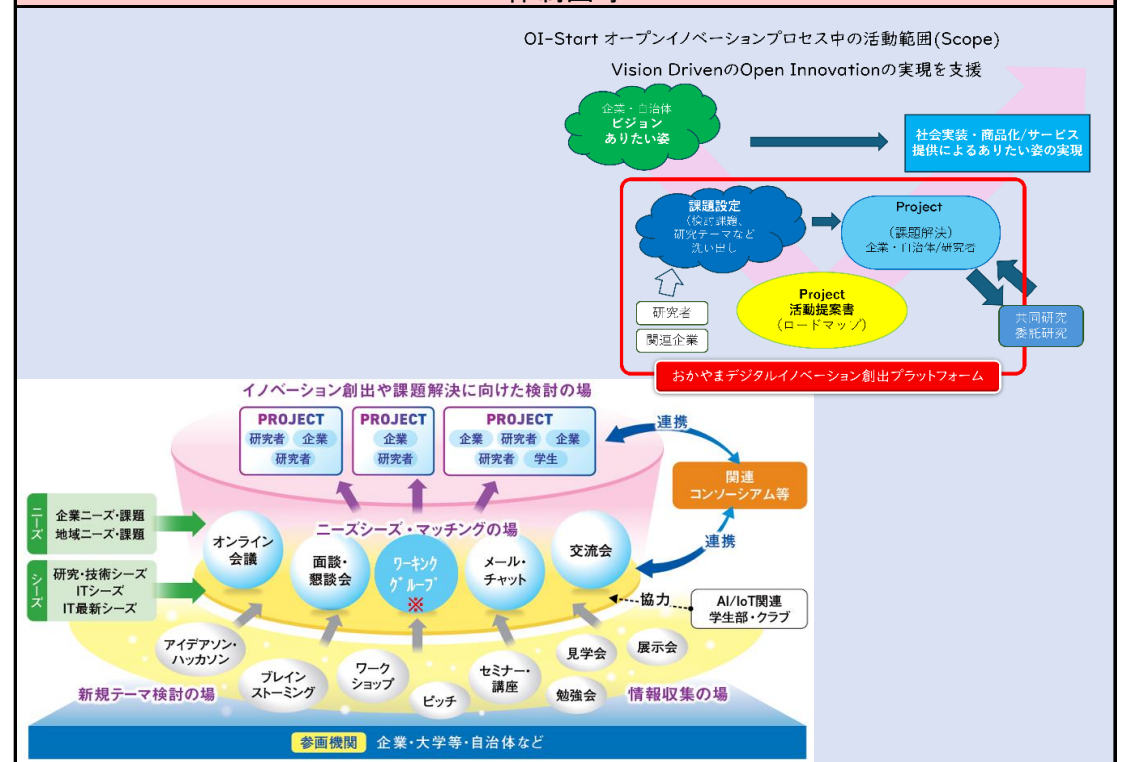 OI-Start オープンイノベーションプロセス中の活動範囲(Scope)
Vision DrivenのOpen Innovationの実現を支援
企業・自治体
ビジョン
ありたい姿
社会実装・商品化/サービス
提供によるありたい姿の実現
課題設定
(検討課題、
研究テーマなど
洗い出し
Project
(課題解決)
企業・自治体/研究者
Project
活動提案書
(ロードマップ)
研究者
関連企業
共同研究
委託研究
おかやまデジタルイノベーション創出プラットフォーム
イノベーション創出や課題解決に向けた検討の場
PROJECT
研究者 企業
研究者
PROJECT
企業
研究者
PROJECT
企業 研究者 企業
研究者 学生
連携
関連
コンソーシアム等
連携
ニーズ
企業ニーズ・課題
地域ニーズ・課題
シーズ
研究・技術シーズ
ITシーズ
IT最新シーズ
ニーズシーズ・マッチングの場
オンライン
会議
面談・
懇談会
ワーキング
グループ
※
メール・
チャット
交流会
協力
AI/IoT関連
学生部・クラブ
アイデアソン・
ハッカソン
ブレイン
ストーミング
ワーク
ショップ
ピッチ
セミナー・
講座
見学会
勉強会
展示会
新規テーマ検討の場
情報収集の場
参画機関 企業・大学等・自治体など